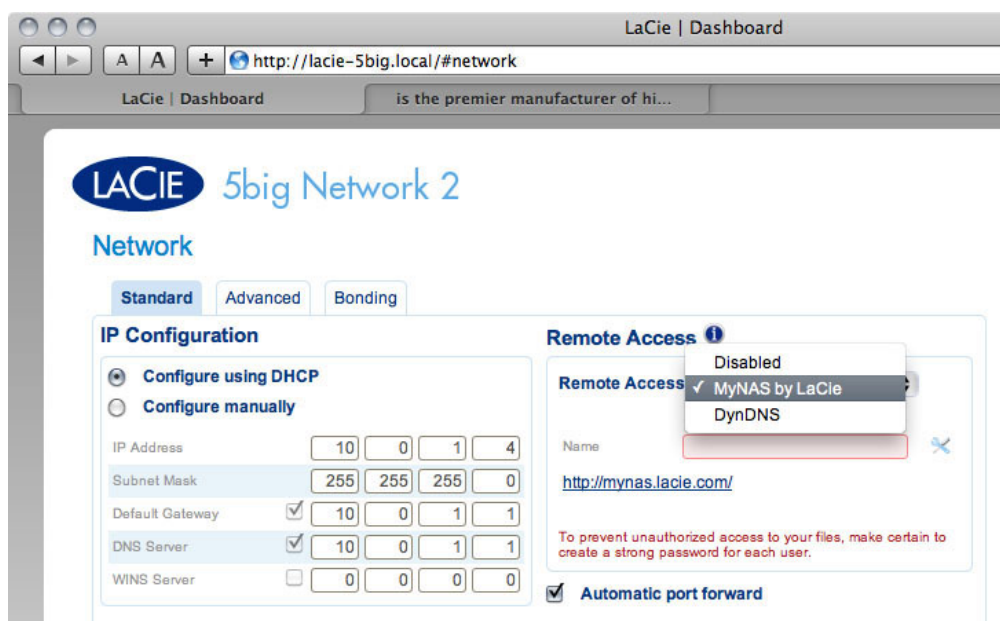 LaCie | Dashboard
A A + http://lacie-5big.local/#network
LaCie | Dashboard
is the premier manufacturer of hi...
LACIE 5big Network 2
Network
Standard Advanced Bonding
IP Configuration
Configure using DHCP
Configure manually
IP Address 10 0 1 4
Subnet Mask 255 255 255 0
Default Gateway 10 0 1 1
DNS Server 10 0 1 1
WINS Server 0 0 0 0
Remote Access i
Remote Access
Disabled
✓ MyNAS by LaCie
DynDNS
Name
http://mynas.lacie.com/
To prevent unauthorized access to your files, make certain to
create a strong password for each user.
Automatic port forward